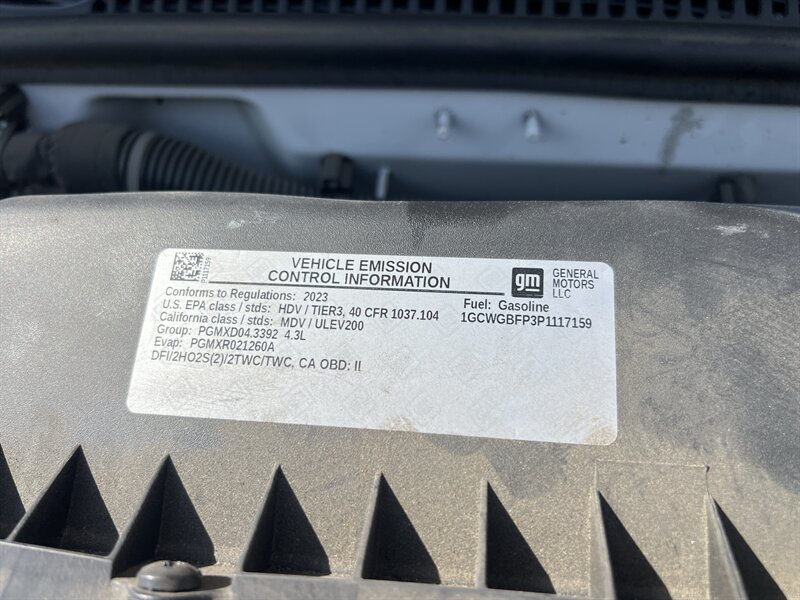 VEHICLE EMISSION
CONTROL INFORMATION
gm
GENERAL
MOTORS
LLC
P1117159
Conforms to Regulations: 2023
U.S. EPA class / stds: HDV / TIER3, 40 CFR 1037.104
California class / stds: MDV / ULEV200
Group: PGMXD04.3392 4.3L
Evap: PGMXR021260A
DFI/2HO2S(2)/2TWC/TWC, CA OBD: II
Fuel: Gasoline
1GCWGBFP3P1117159